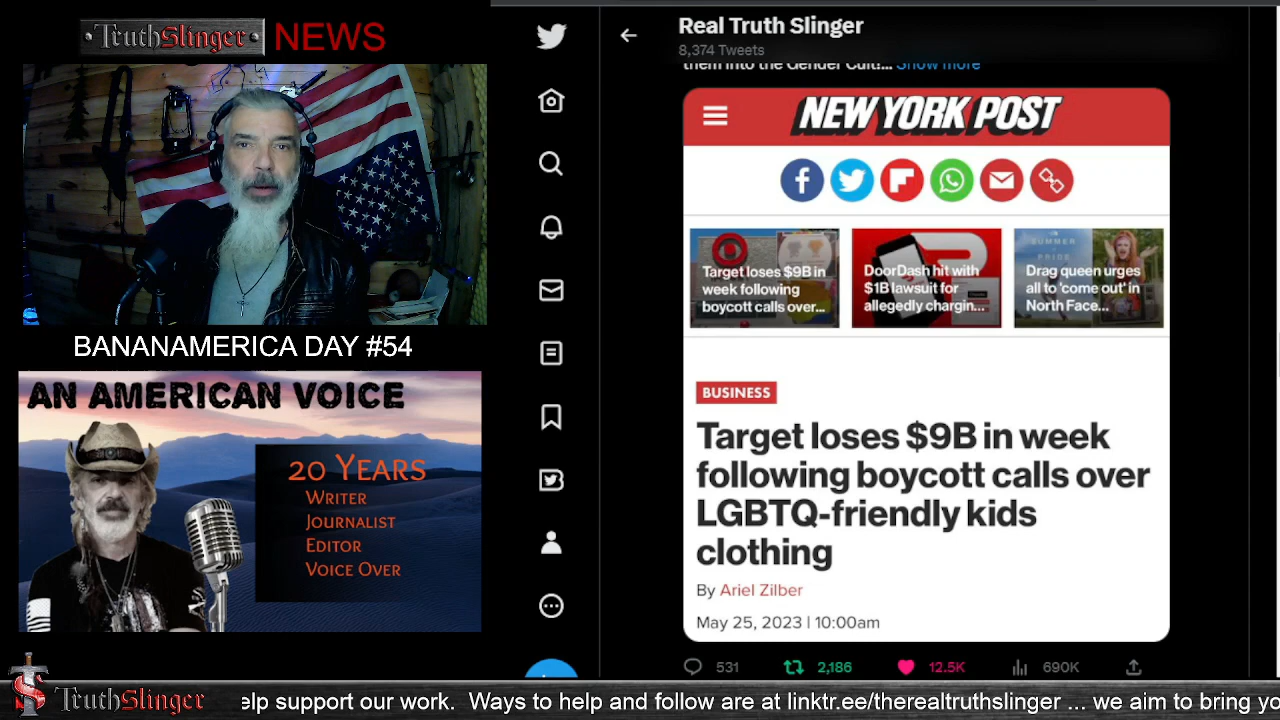 TruthSlinger NEWS
BANANAMERICA DAY #54
AN AMERICAN VOICE
20 YEARS
WRITER
JOURNALIST
EDITOR
VOICE OVER
Real Truth Slinger
8,374 Tweets
them into the Gender Cult!... Show more
NEW YORK POST
Target loses $9B in
week following
boycott calls over...
DoorDash hit with
$1B lawsuit for
allegedly chargin...
SUMMER
PRIDE
Drag queen urges
all to 'come out' in
North Face...
BUSINESS
Target loses $9B in week
following boycott calls over
LGBTQ-friendly kids
clothing
By Ariel Zilber
May 25, 2023 | 10:00am
531 2,186 12.5K 690K
TruthSlinger elp support our work. Ways to help and follow are at linktr.ee/therealtruthslinger ... we aim to bring yo